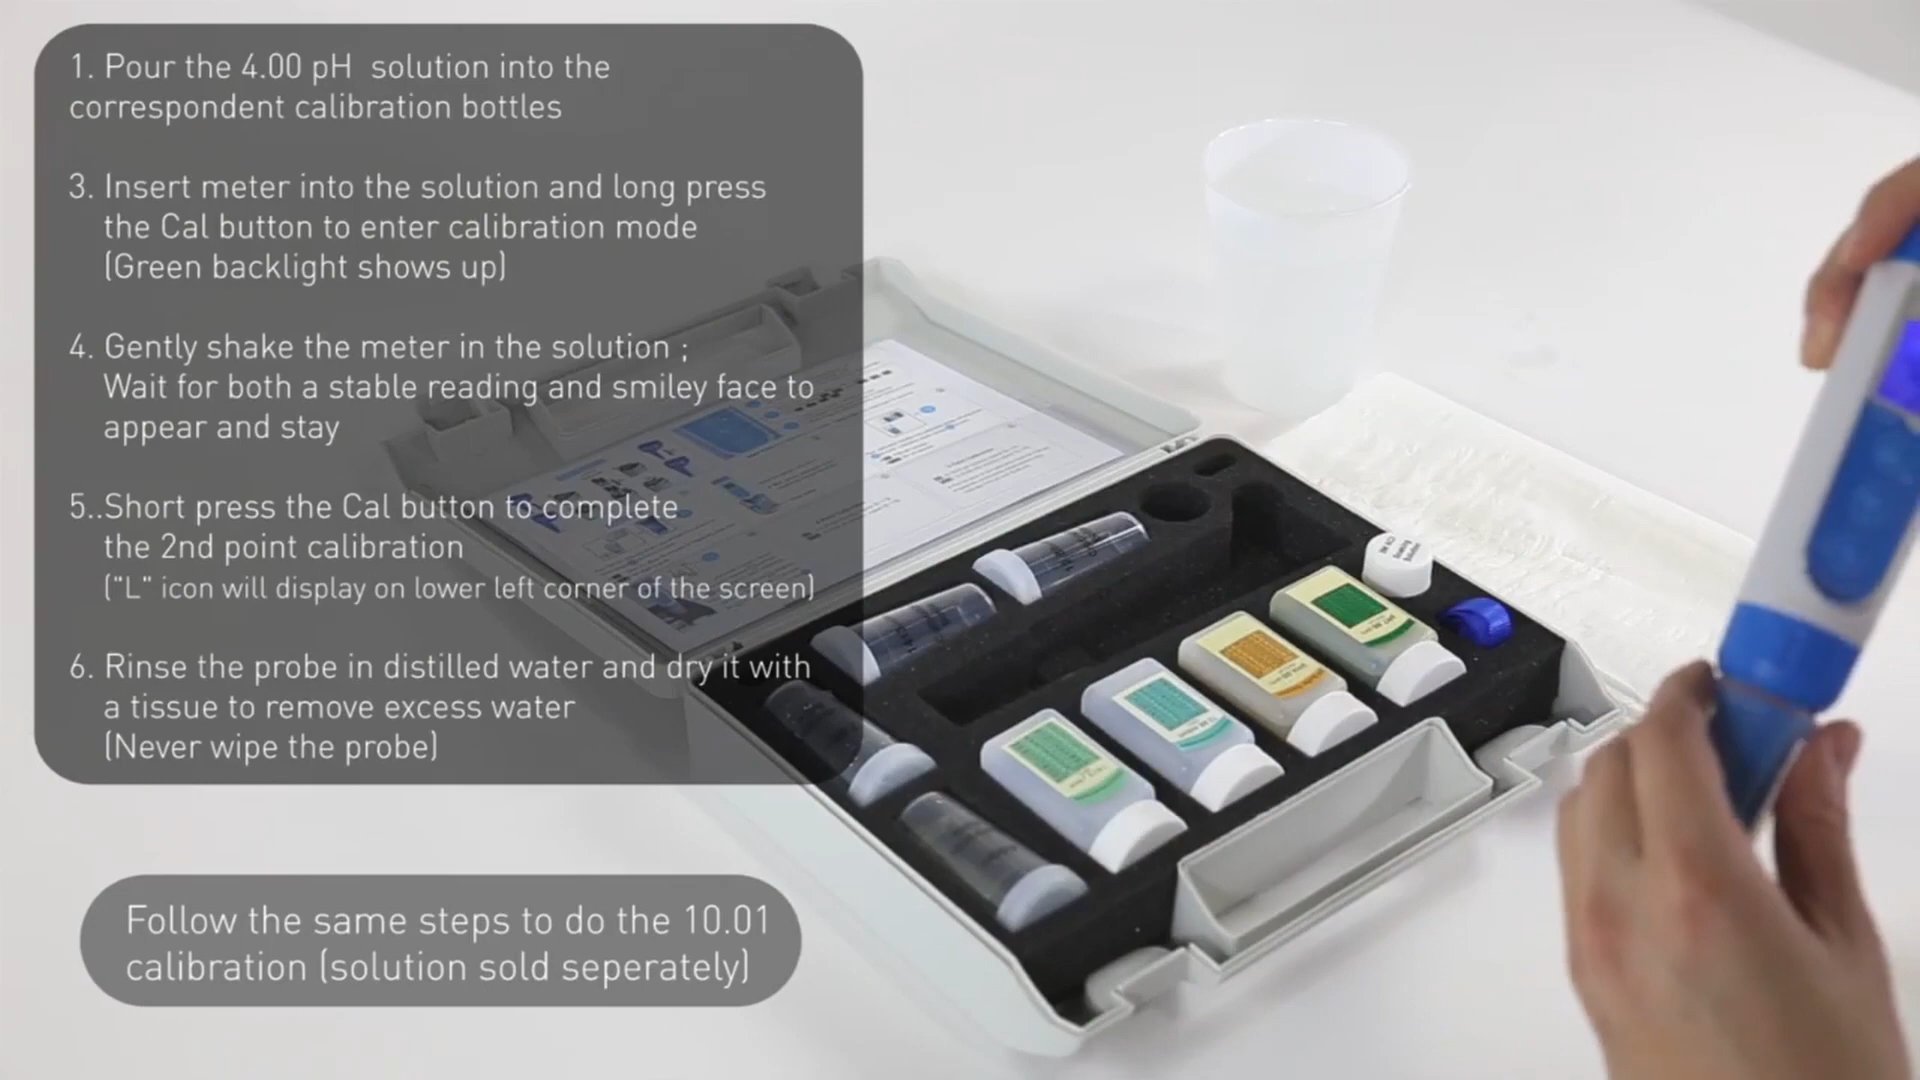 1. Pour the 4.00 pH solution into the
correspondent calibration bottles
3. Insert meter into the solution and long press
the Cal button to enter calibration mode
(Green backlight shows up)
4. Gently shake the meter in the solution ;
Wait for both a stable reading and smiley face to
appear and stay
5..Short press the Cal button to complete
the 2nd point calibration
("L" icon will display on lower left corner of the screen)
6. Rinse the probe in distilled water and dry it with
a tissue to remove excess water
(Never wipe the probe)
Follow the same steps to do the 10.01
calibration (solution sold seperately)